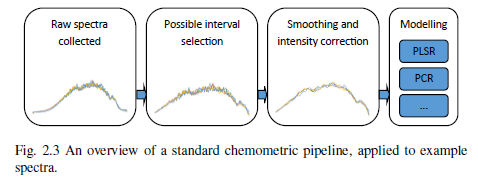 Raw spectra
collected
Possible interval
selection
Smoothing and
intensity correction
Modelling
PLSR
PCR
...
Fig. 2.3 An overview of a standard chemometric pipeline, applied to example
spectra.